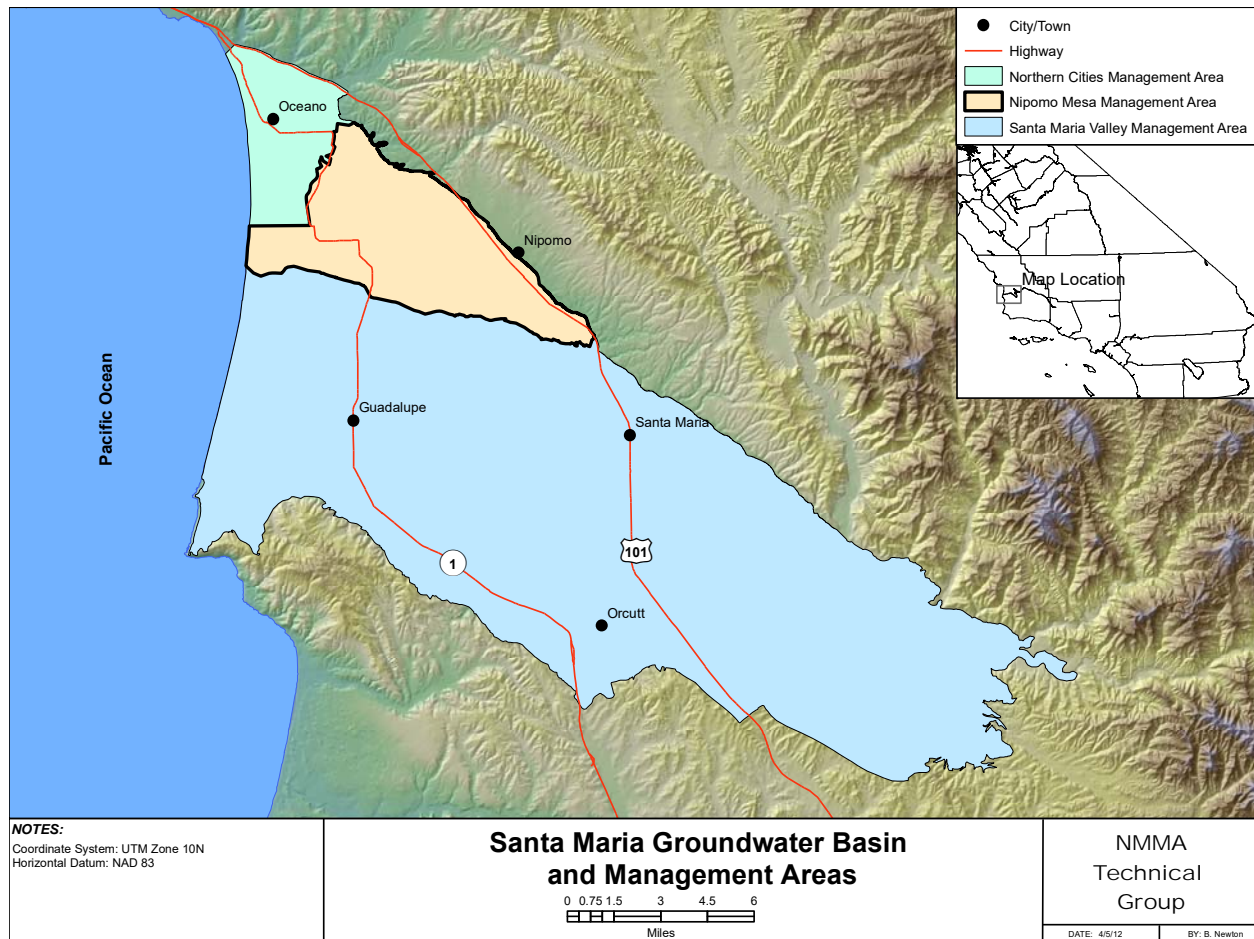 City/Town
Highway
Northern Cities Management Area
Nipomo Mesa Management Area
Santa Maria Valley Management Area
Map Location
Oceano
Nipomo
Pacific Ocean
Guadalupe
Santa Maria
101
1
Orcutt
NOTES:
Coordinate System: UTM Zone 10N
Horizontal Datum: NAD 83
Santa Maria Groundwater Basin
and Management Areas
0 0.75 1.5 3 4.5 6
Miles
NMMA
Technical
Group
DATE: 4/5/12 BY: B. Newton